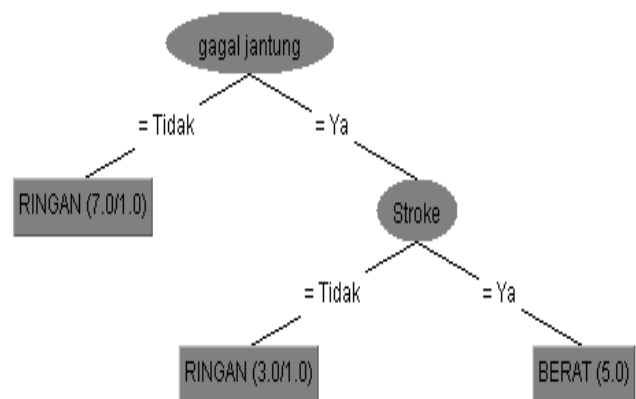 gagal jantung
= Tidak
= Ya
RINGAN (7.0/1.0)
Stroke
= Tidak
= Ya
RINGAN (3.0/1.0)
BERAT (5.0)